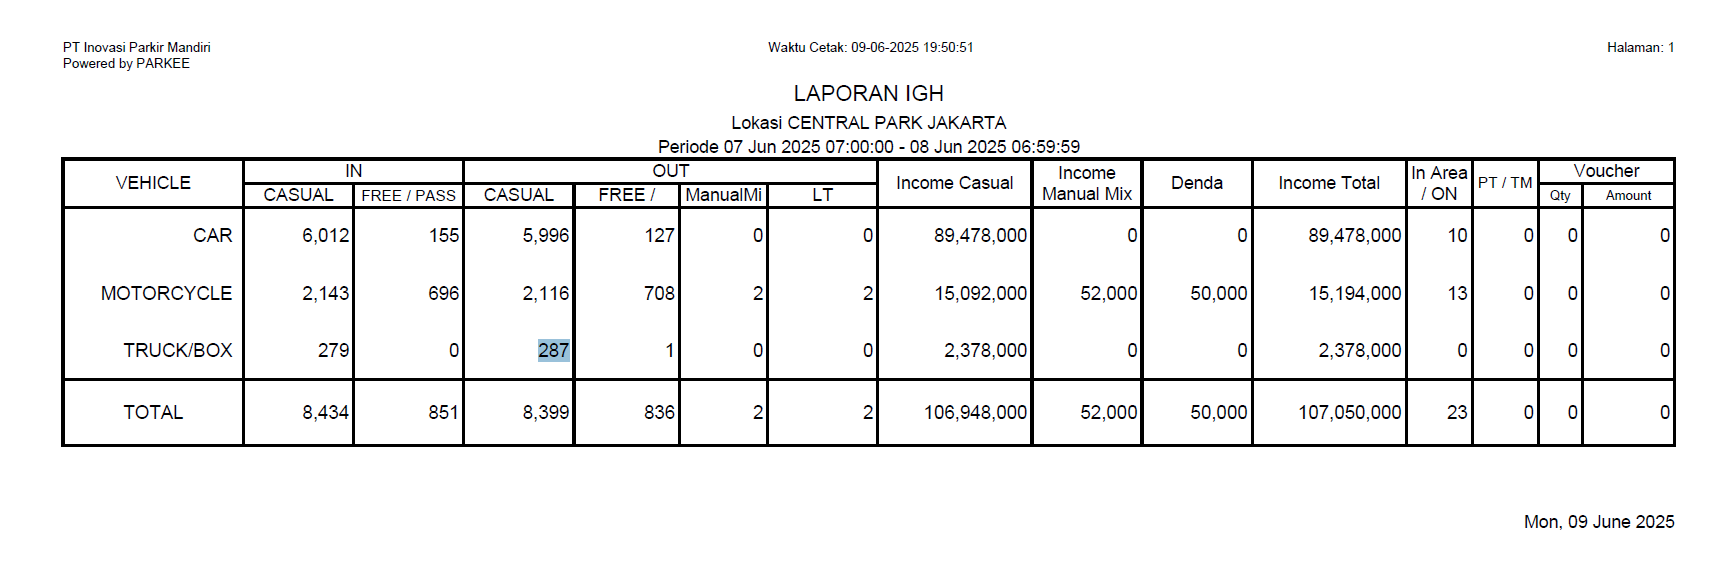 PT Inovasi Parkir Mandiri Waktu Cetak: 09-06-2025 19:50:51 Halaman: 1
Powered by PARKEE
LAPORAN IGH
Lokasi CENTRAL PARK JAKARTA
Periode 07 Jun 2025 07:00:00 - 08 Jun 2025 06:59:59
VEHICLE IN OUT Income Casual Income Manual Mix Denda Income Total In Area / ON PT / TM Voucher
CASUAL FREE / PASS CASUAL FREE / ManualMi LT Qty Amount
CAR 6,012 155 5,996 127 0 0 89,478,000 0 0 89,478,000 10 0 0 0
MOTORCYCLE 2,143 696 2,116 708 2 2 15,092,000 52,000 50,000 15,194,000 13 0 0 0
TRUCK/BOX 279 0 287 1 0 0 2,378,000 0 0 2,378,000 0 0 0 0
TOTAL 8,434 851 8,399 836 2 2 106,948,000 52,000 50,000 107,050,000 23 0 0 0
Mon, 09 June 2025